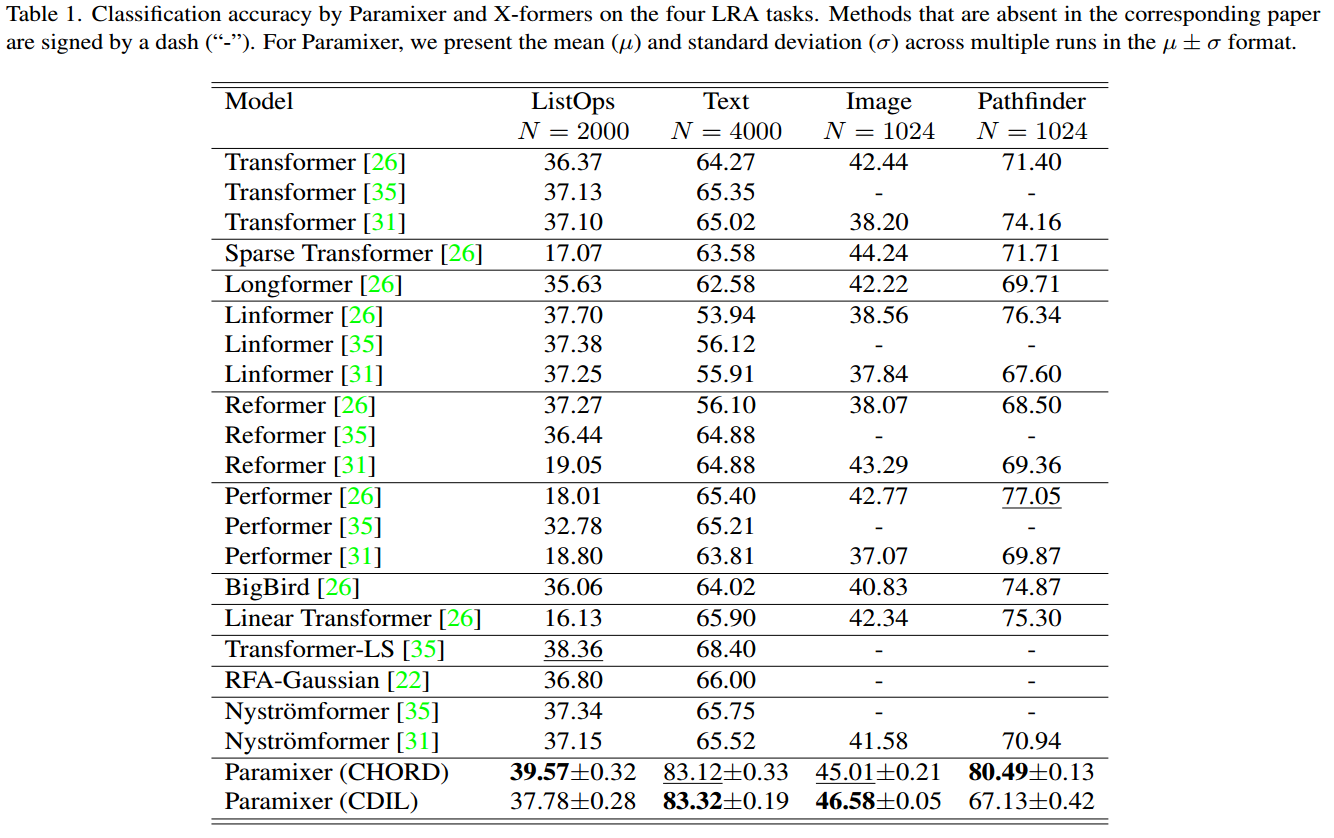 Table 1. Classification accuracy by Paramixer and X-formers on the four LRA tasks. Methods that are absent in the corresponding paper
are signed by a dash (“-”). For Paramixer, we present the mean (μ) and standard deviation (σ) across multiple runs in the μ ± σ format.
Model ListOps Text Image Pathfinder
N = 2000 N = 4000 N = 1024 N = 1024
Transformer [26] 36.37 64.27 42.44 71.40
Transformer [35] 37.13 65.35 - -
Transformer [31] 37.10 65.02 38.20 74.16
Sparse Transformer [26] 17.07 63.58 44.24 71.71
Longformer [26] 35.63 62.58 42.22 69.71
Linformer [26] 37.70 53.94 38.56 76.34
Linformer [35] 37.38 56.12 - -
Linformer [31] 37.25 55.91 37.84 67.60
Reformer [26] 37.27 56.10 38.07 68.50
Reformer [35] 36.44 64.88 - -
Reformer [31] 19.05 64.88 43.29 69.36
Performer [26] 18.01 65.40 42.77 77.05
Performer [35] 32.78 65.21 - -
Performer [31] 18.80 63.81 37.07 69.87
BigBird [26] 36.06 64.02 40.83 74.87
Linear Transformer [26] 16.13 65.90 42.34 75.30
Transformer-LS [35] 38.36 68.40 - -
RFA-Gaussian [22] 36.80 66.00 - -
Nyströmformer [35] 37.34 65.75 - -
Nyströmformer [31] 37.15 65.52 41.58 70.94
Paramixer (CHORD) 39.57±0.32 83.12±0.33 45.01±0.21 80.49±0.13
Paramixer (CDIL) 37.78±0.28 83.32±0.19 46.58±0.05 67.13±0.42